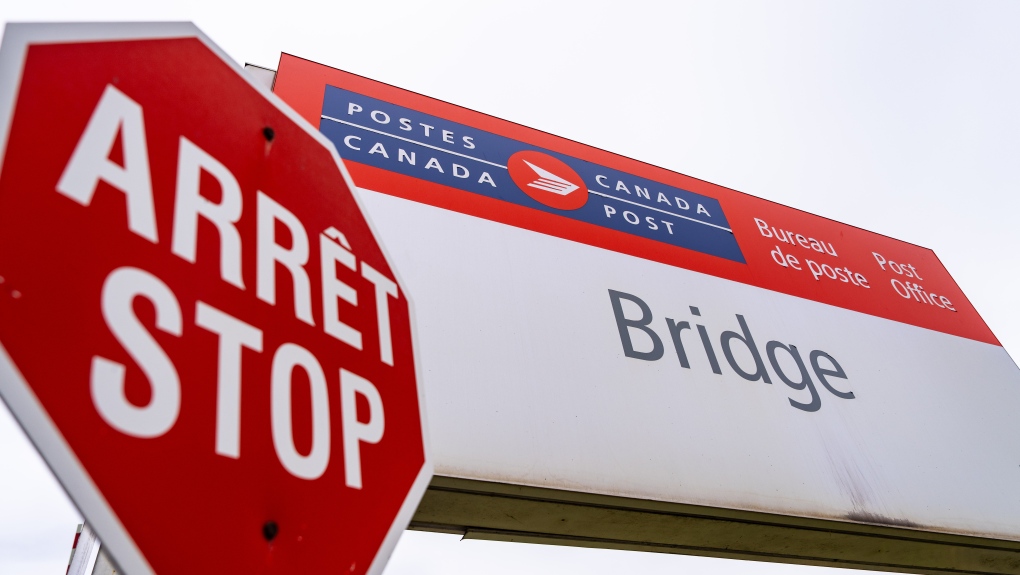 ARRÊT
STOP
POSTES
CANADA
CANADA
POST
Bureau
de poste
Post
Office
Bridge